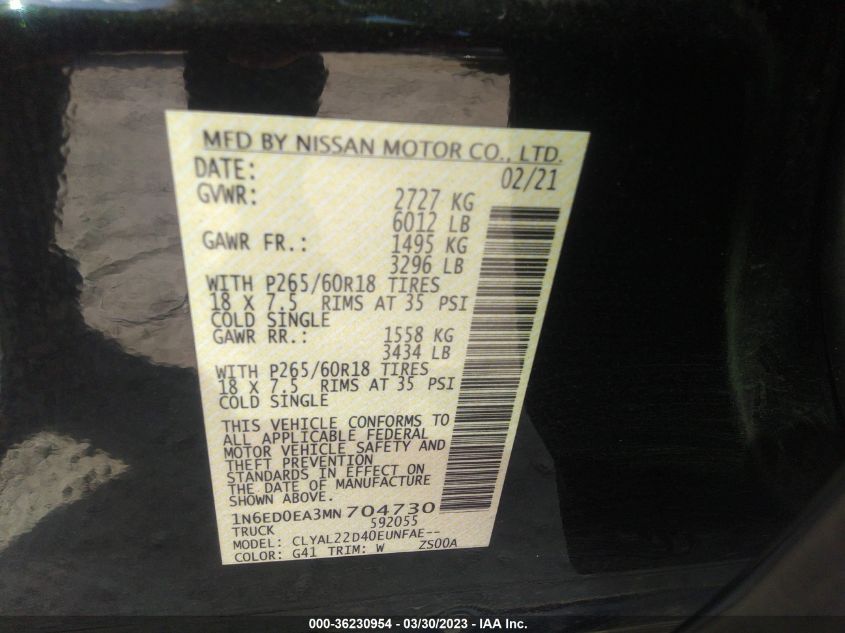 MFD BY NISSAN MOTOR CO., LTD.
DATE: 02/21
GVWR: 2727 KG
6012 LB
GAWR FR.: 1495 KG
3296 LB
WITH P265/60R18 TIRES
18 X 7.5 RIMS AT 35 PSI
COLD SINGLE
GAWR RR.: 1558 KG
3434 LB
WITH P265/60R18 TIRES
18 X 7.5 RIMS AT 35 PSI
COLD SINGLE
THIS VEHICLE CONFORMS TO
ALL APPLICABLE FEDERAL
MOTOR VEHICLE SAFETY AND
THEFT PREVENTION
STANDARDS IN EFFECT ON
THE DATE OF MANUFACTURE
SHOWN ABOVE.
1N6ED0EA3MN704730
TRUCK 592055
MODEL: CLYAL22D40EUNFAE--
COLOR: G41 TRIM: W ZS00A
000-36230954 / 03/30/2023 - IAA Inc.